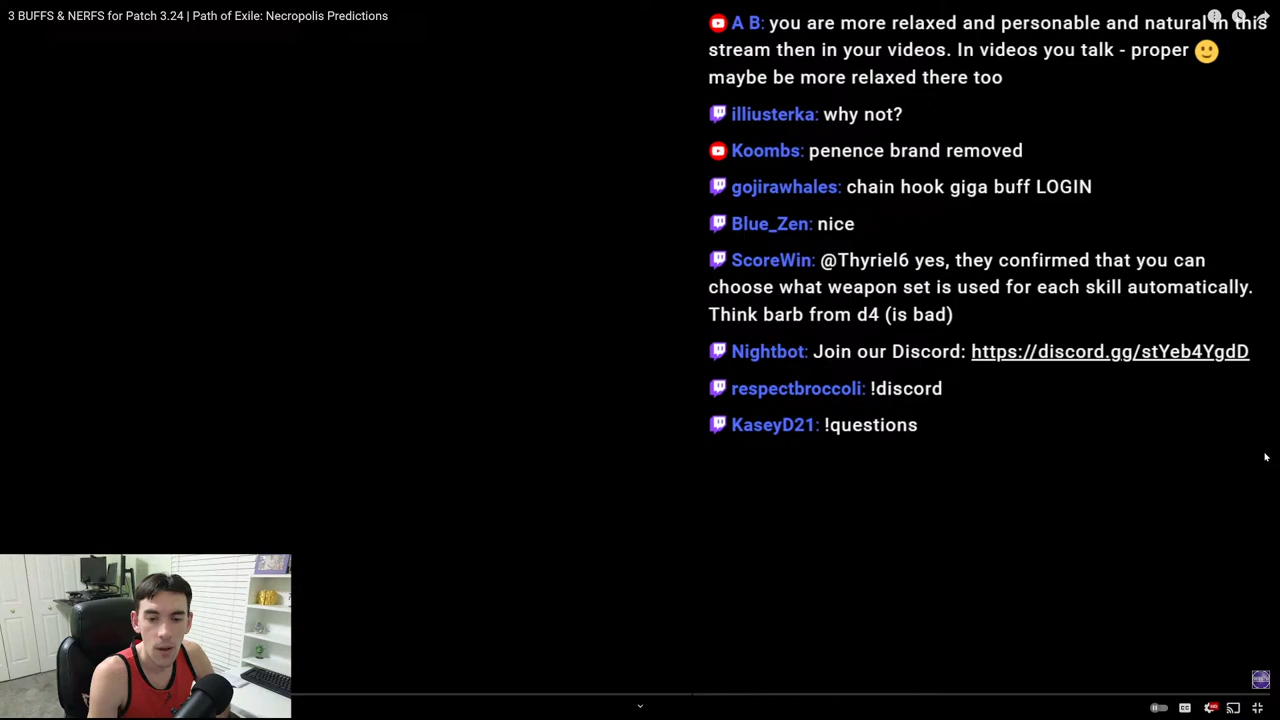 3 BUFFS & NERFS for Patch 3.24 | Path of Exile: Necropolis Predictions
A B: you are more relaxed and personable and natural in this
stream then in your videos. In videos you talk - proper 🙂
maybe be more relaxed there too
illiusterka: why not?
Koombs: penence brand removed
gojirawhales: chain hook giga buff LOGIN
Blue_Zen: nice
ScoreWin: @Thyriel6 yes, they confirmed that you can
choose what weapon set is used for each skill automatically.
Think barb from d4 (is bad)
Nightbot: Join our Discord: https://discord.gg/stYeb4YgdD
respectbroccoli: !discord
KaseyD21: !questions
CC
HD